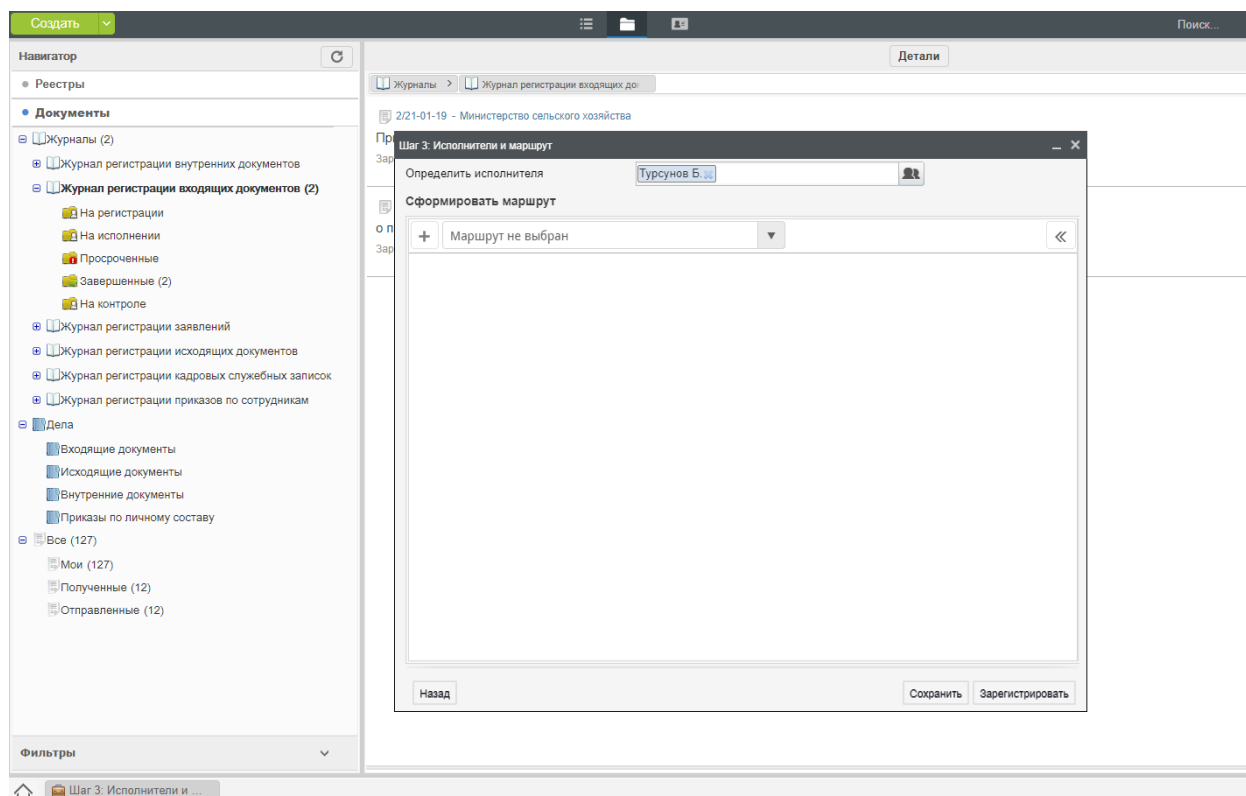 Создать
Поиск...
Навигатор
Детали
Реестры
Журналы > Журнал регистрации входящих до
Документы
2/21-01-19 - Министерство сельского хозяйства
Журналы (2)
Журнал регистрации внутренних документов
Журнал регистрации входящих документов (2)
На регистрации
На исполнении
Просроченные
Завершенные (2)
На контроле
Журнал регистрации заявлений
Журнал регистрации исходящих документов
Журнал регистрации кадровых служебных записок
Журнал регистрации приказов по сотрудникам
Дела
Входящие документы
Исходящие документы
Внутренние документы
Приказы по личному составу
Все (127)
Мои (127)
Полученные (12)
Отправленные (12)
Фильтры
Пр
Зар
о п
Зар
Шаг 3: Исполнители и маршрут
Определить исполнителя
Турсунов Б.
Сформировать маршрут
Маршрут не выбран
Назад
Сохранить
Зарегистрировать
Шаг 3: Исполнители и ...